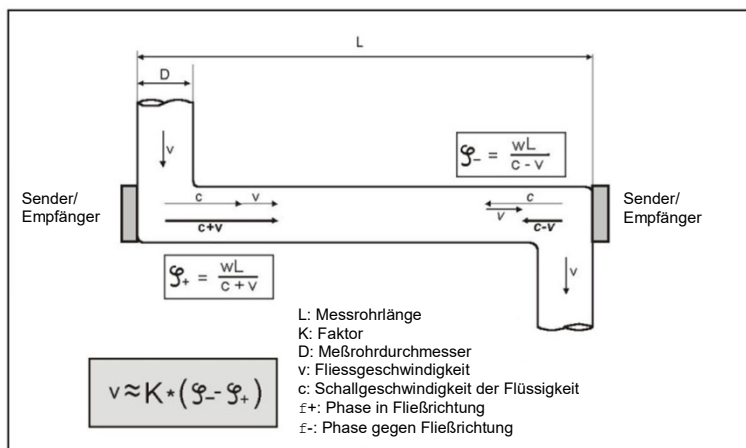 L
D
v
φ₋ = wL / (c - v)
Sender/
Empfänger
c v
c+v
c
v
c-v
Sender/
Empfänger
φ₊ = wL / (c + v)
v
L: Messrohrlänge
K: Faktor
D: Meßrohrdurchmesser
v: Fliessgeschwindigkeit
c: Schallgeschwindigkeit der Flüssigkeit
f+: Phase in Fließrichtung
f-: Phase gegen Fließrichtung
v ≈ K * (φ₋ - φ₊)